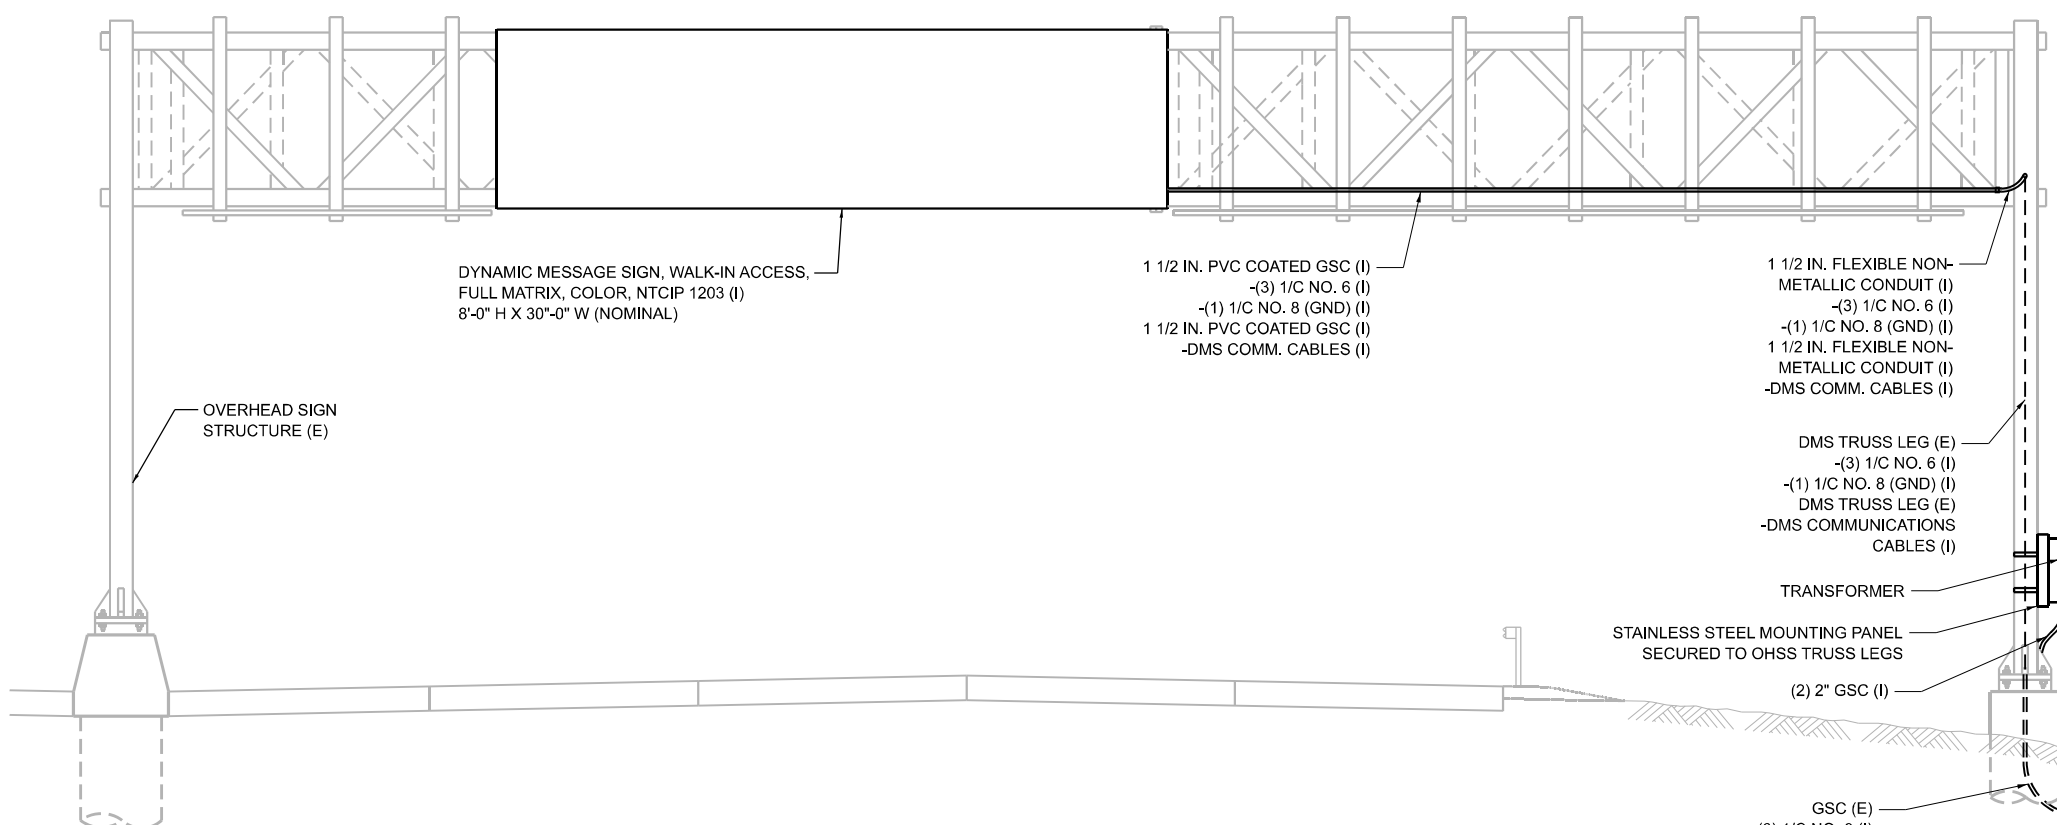 DYNAMIC MESSAGE SIGN, WALK-IN ACCESS,
FULL MATRIX, COLOR, NTCIP 1203 (I)
8'-0" H X 30"-0" W (NOMINAL)
1 1/2 IN. PVC COATED GSC (I)
-(3) 1/C NO. 6 (I)
-(1) 1/C NO. 8 (GND) (I)
1 1/2 IN. PVC COATED GSC (I)
-DMS COMM. CABLES (I)
1 1/2 IN. FLEXIBLE NON-
METALLIC CONDUIT (I)
-(3) 1/C NO. 6 (I)
-(1) 1/C NO. 8 (GND) (I)
1 1/2 IN. FLEXIBLE NON-
METALLIC CONDUIT (I)
-DMS COMM. CABLES (I)
OVERHEAD SIGN
STRUCTURE (E)
DMS TRUSS LEG (E)
-(3) 1/C NO. 6 (I)
-(1) 1/C NO. 8 (GND) (I)
DMS TRUSS LEG (E)
-DMS COMMUNICATIONS
CABLES (I)
TRANSFORMER
STAINLESS STEEL MOUNTING PANEL
SECURED TO OHSS TRUSS LEGS
(2) 2" GSC (I)
GSC (E)